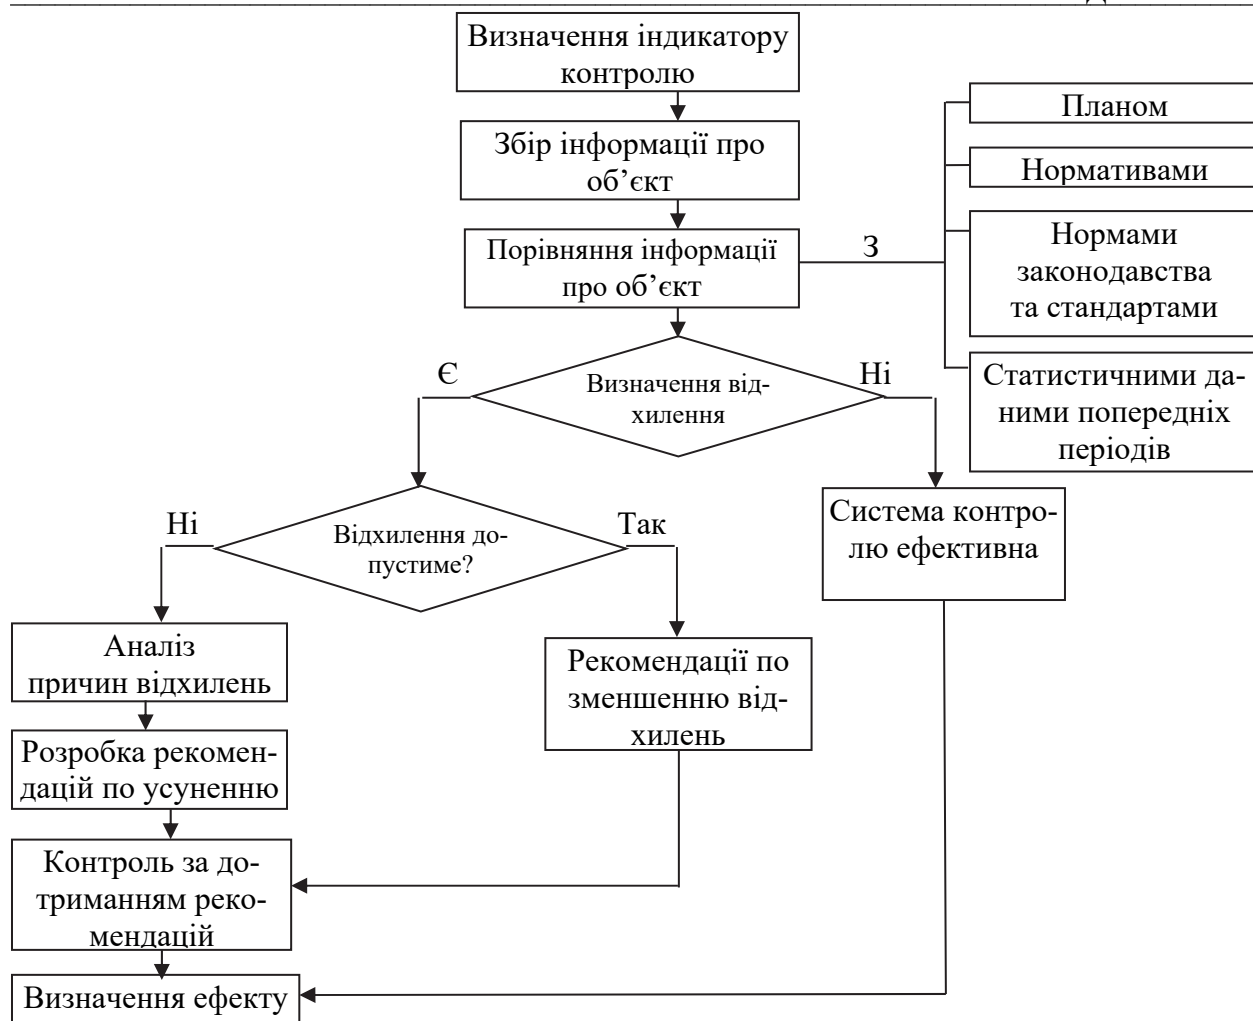 Визначення індикатору
контролю
Збір інформації про
об’єкт
Порівняння інформації
про об’єкт
З
Планом
Нормативами
Нормами
законодавства
та стандартами
Статистичними да-
ними попередніх
періодів
Є
Визначення від-
хилення
Ні
Ні
Відхилення до-
пустиме?
Так
Система контро-
лю ефективна
Аналіз
причин відхилень
Рекомендації по
зменшенню від-
хилень
Розробка рекомен-
дацій по усуненню
Контроль за до-
триманням реко-
мендацій
Визначення ефекту